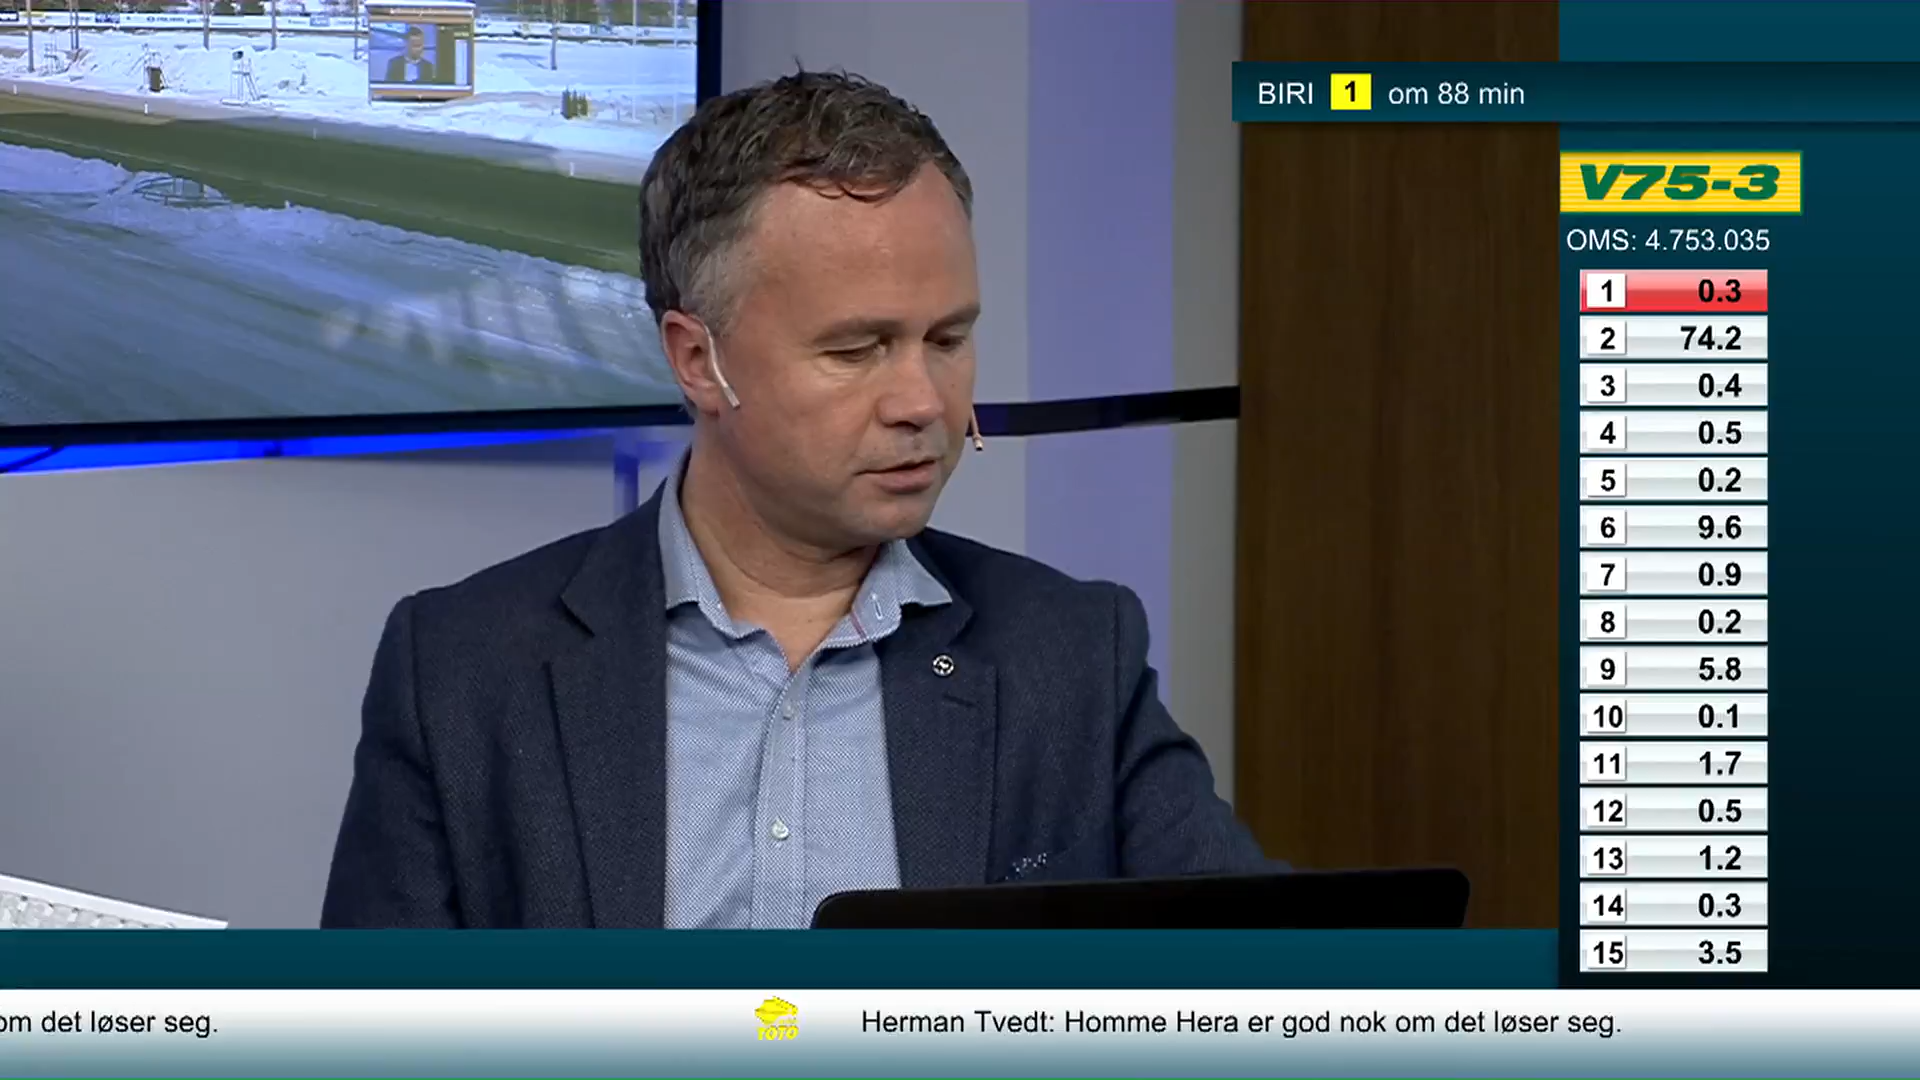 BIRI 1 om 88 min
V75-3
OMS: 4.753.035
1 0.3
2 74.2
3 0.4
4 0.5
5 0.2
6 9.6
7 0.9
8 0.2
9 5.8
10 0.1
11 1.7
12 0.5
13 1.2
14 0.3
15 3.5
om det løser seg.
TOTO
Herman Tvedt: Homme Hera er god nok om det løser seg.